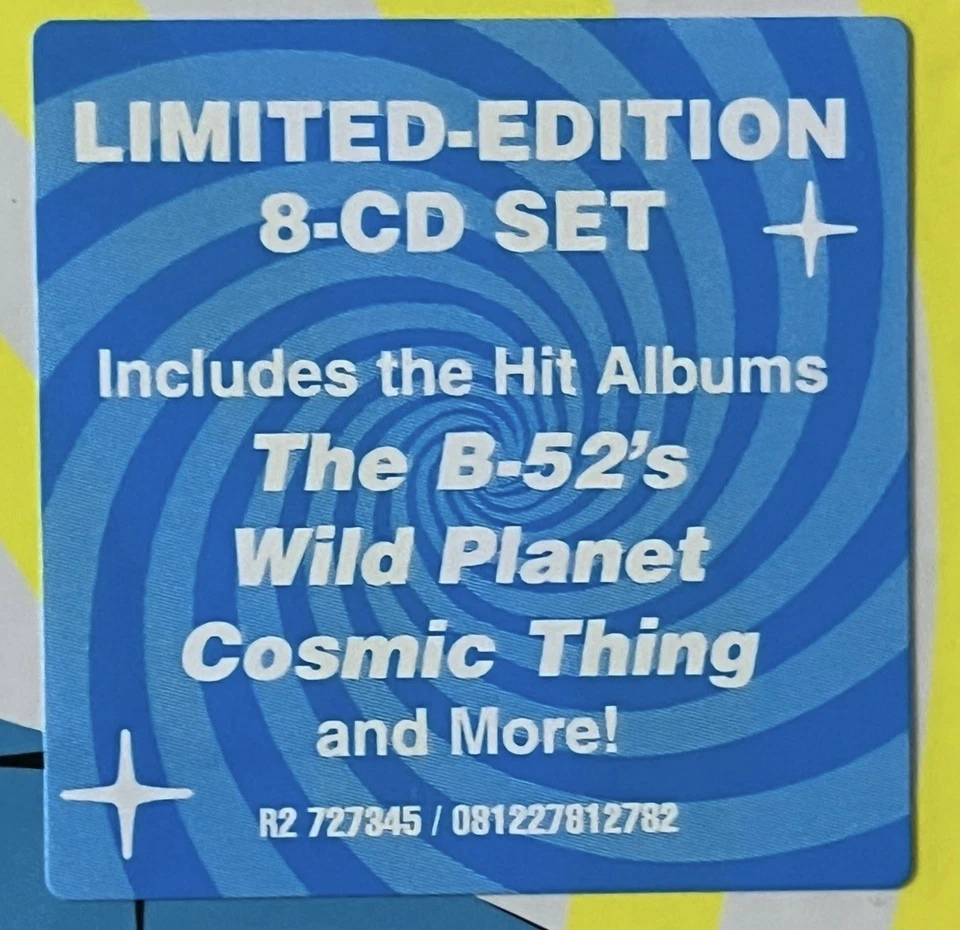 LIMITED-EDITION
8-CD SET
Includes the Hit Albums
The B-52's
Wild Planet
Cosmic Thing
and More!
R2 727345 / 081227812782